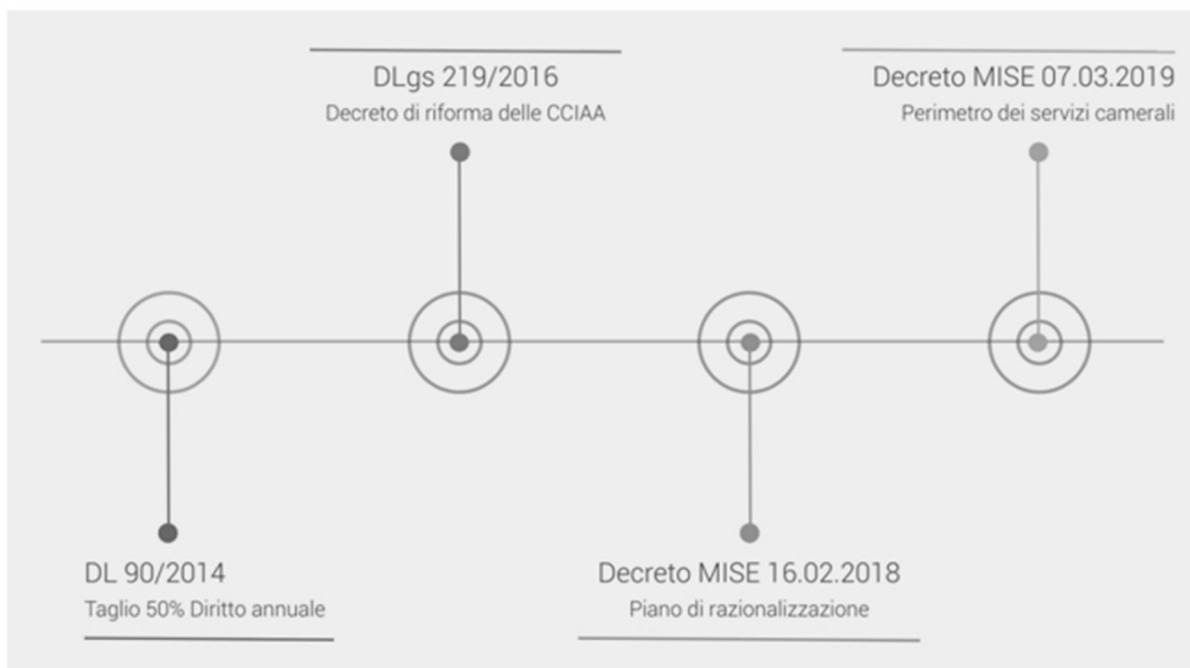 DLgs 219/2016
Decreto di riforma delle CCIAA
Decreto MISE 07.03.2019
Perimetro dei servizi camerali
DL 90/2014
Taglio 50% Diritto annuale
Decreto MISE 16.02.2018
Piano di razionalizzazione